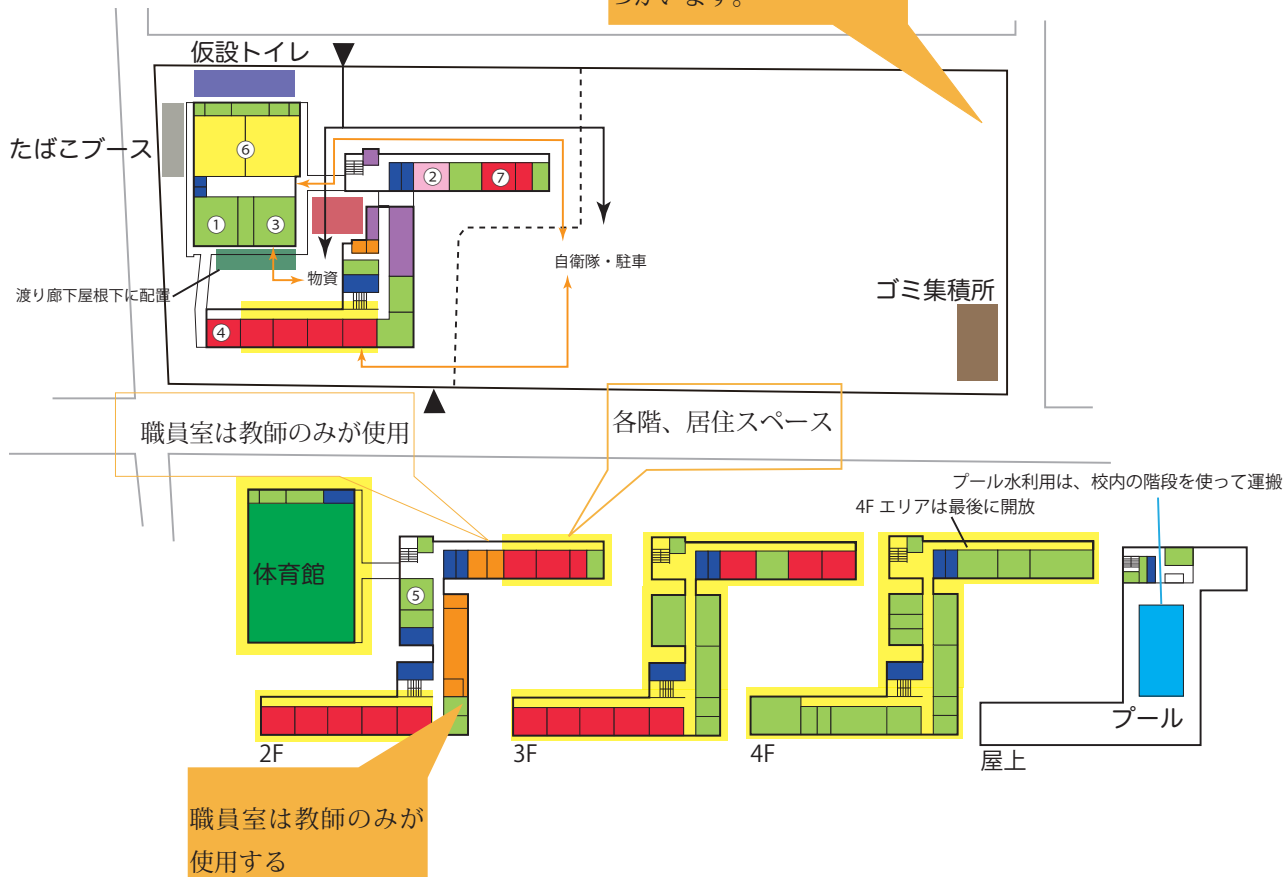 つかいます。
仮設トイレ
たばこブース
⑥
②
⑦
①
③
物資
自衛隊・駐車
渡り廊下屋根下に配置
ゴミ集積所
④
職員室は教師のみが使用
各階、居住スペース
プール水利用は、校内の階段を使って運搬
4F エリアは最後に開放
体育館
⑤
プール
2F
3F
4F
屋上
職員室は教師のみが
使用する